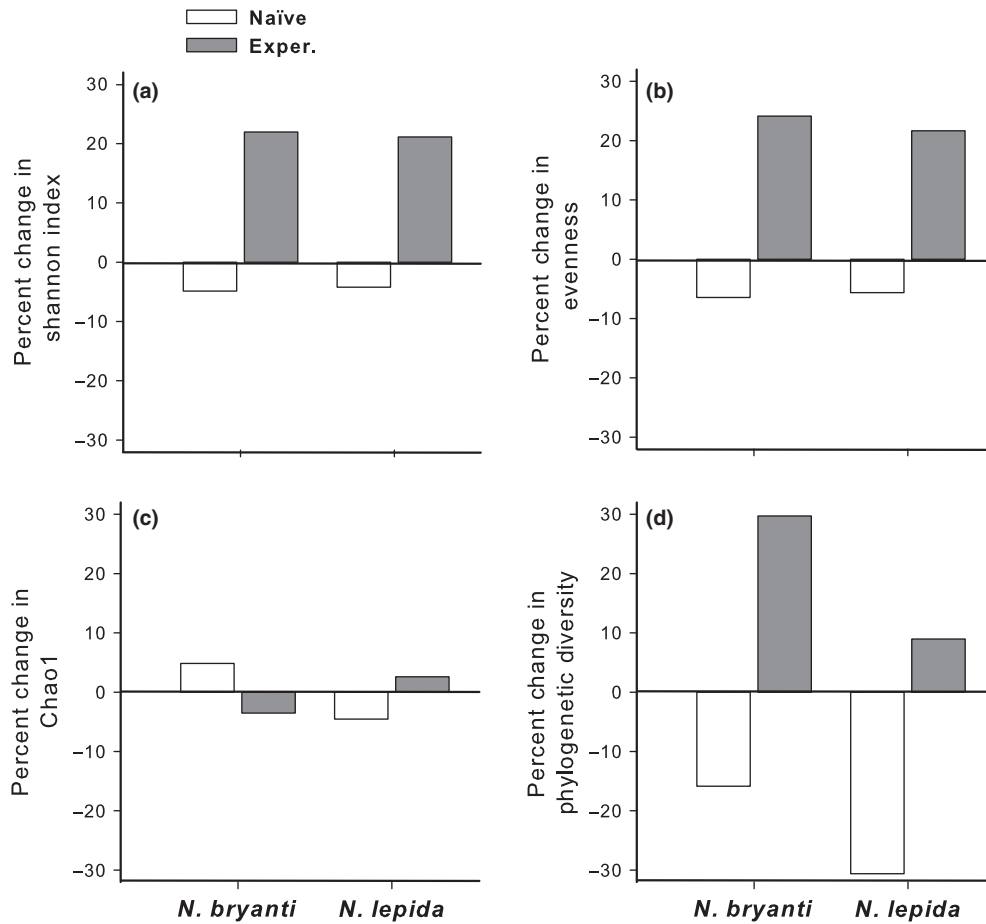 Naïve
Exper.
(a)
30
20
10
0
–10
–20
–30
Percent change in
shannon index
(b)
30
20
10
0
–10
–20
–30
Percent change in
evenness
(c)
30
20
10
0
–10
–20
–30
Percent change in
Chao1
N. bryanti
N. lepida
(d)
30
20
10
0
–10
–20
–30
Percent change in
phylogenetic diversity
N. bryanti
N. lepida